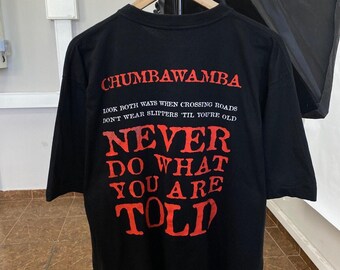 CHUMBAWAMBA
LOOK BOTH WAYS WHEN CROSSING ROADS
DON'T WEAR SLIPPERS 'TIL YOU'RE OLD
NEVER
DO WHAT
YOU ARE
TOLD